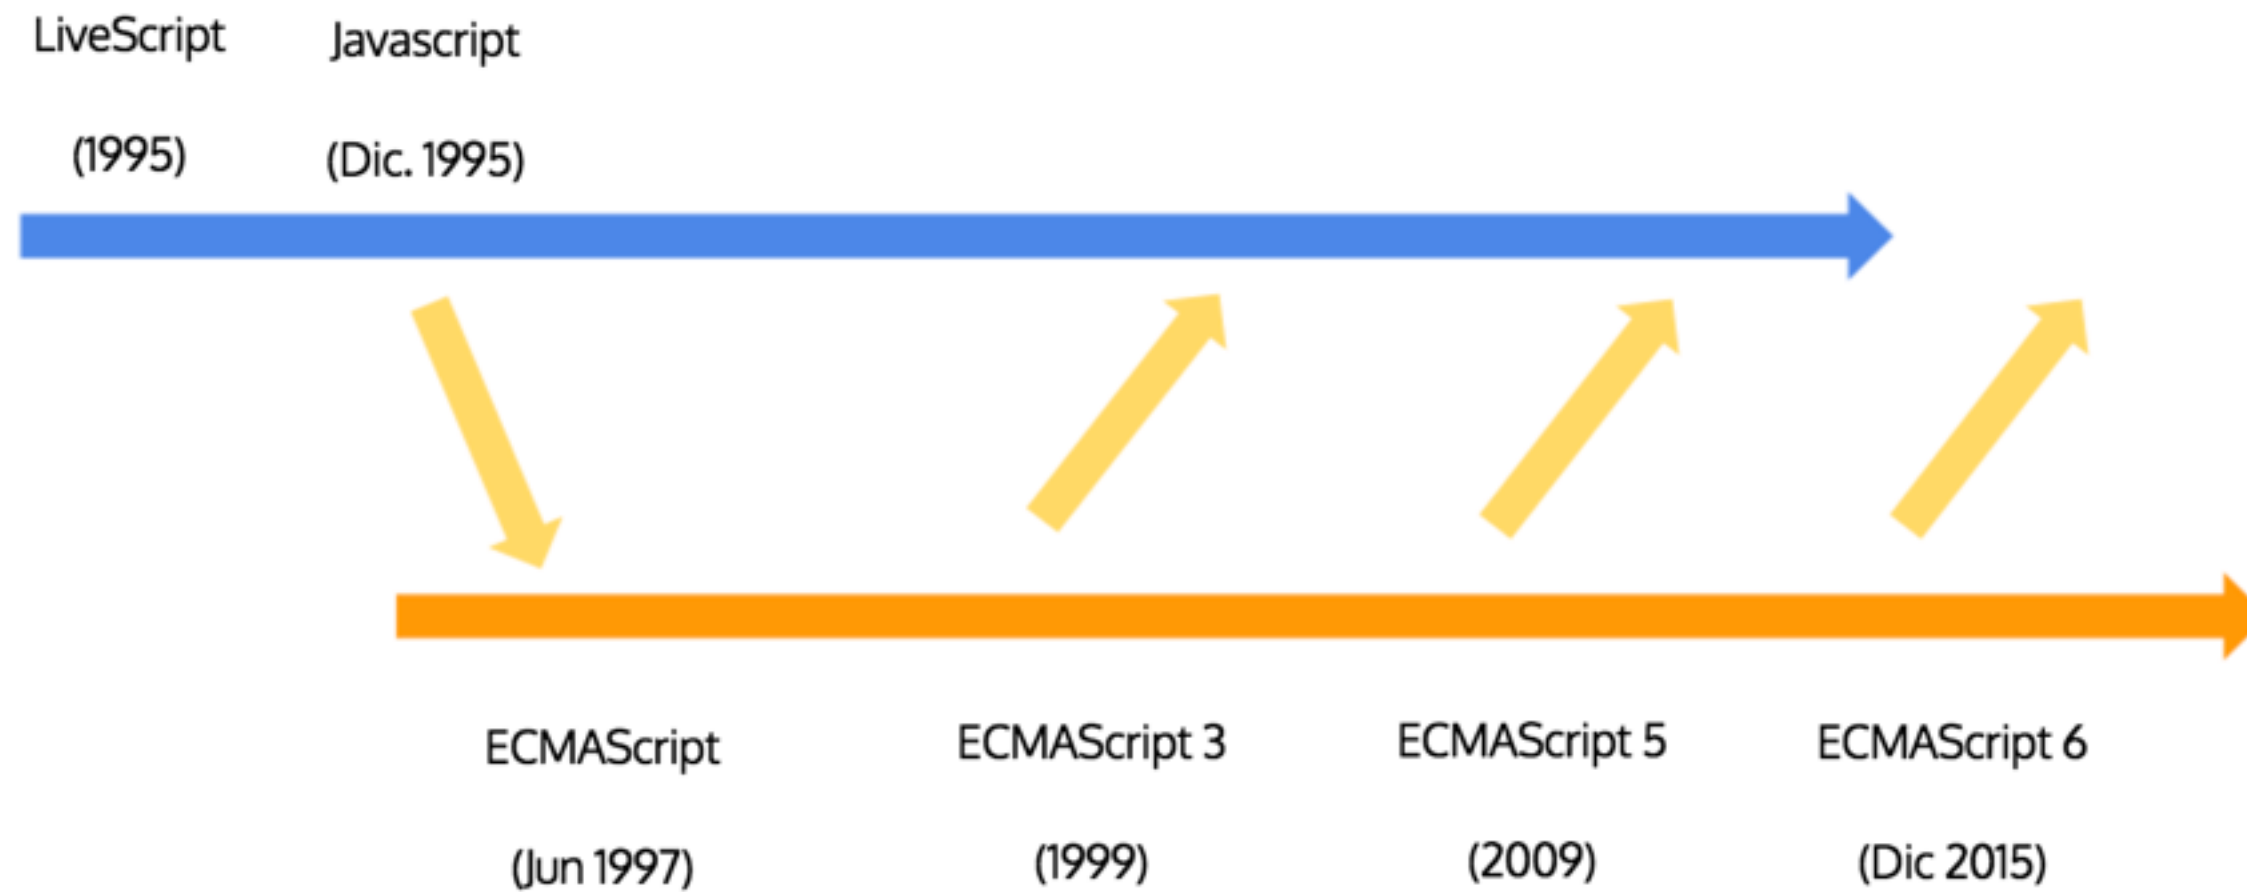 LiveScript
Javascript
(1995)
(Dic. 1995)
ECMAScript
ECMAScript 3
ECMAScript 5
ECMAScript 6
(Jun 1997)
(1999)
(2009)
(Dic 2015)